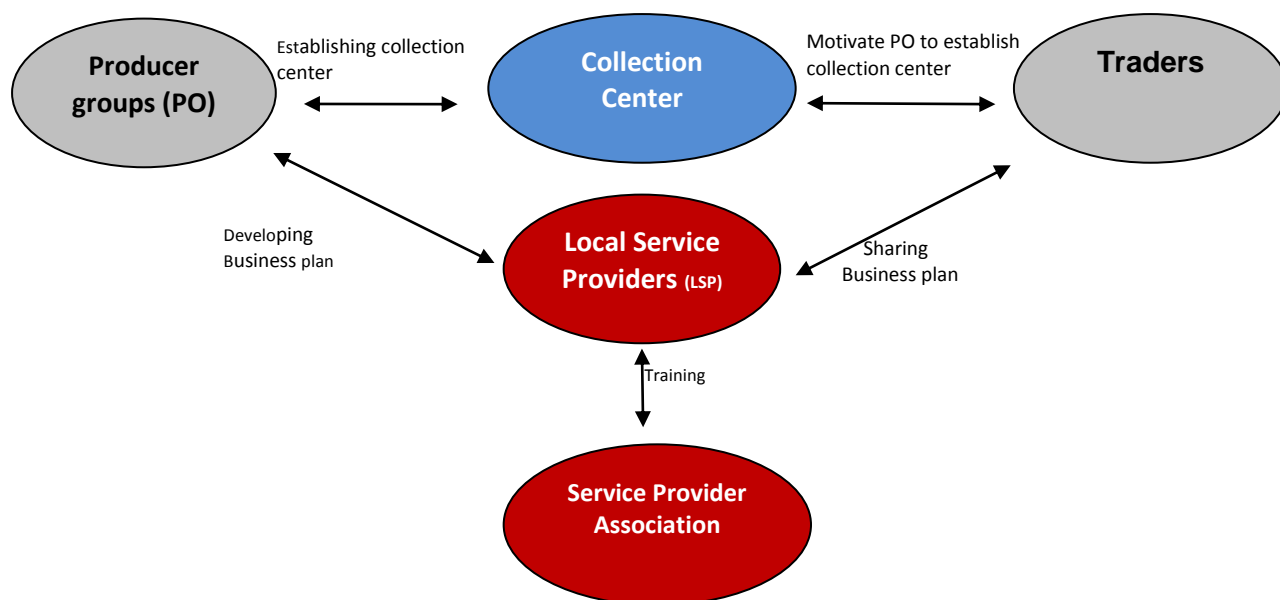 Producer
groups (PO)
Establishing collection
center
Collection
Center
Motivate PO to establish
collection center
Traders
Developing
Business plan
Local Service
Providers (LSP)
Sharing
Business plan
Training
Service Provider
Association